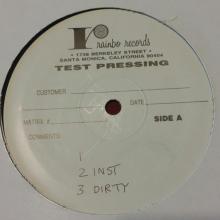 r
rainbo records
• 1738 BERKELEY STREET •
SANTA MONICA, CALIFORNIA 90404
TEST PRESSING
CUSTOMER
DATE
MATRIX #
SIDE A
COMMENTS:
1
2 INST
3 DIRTY